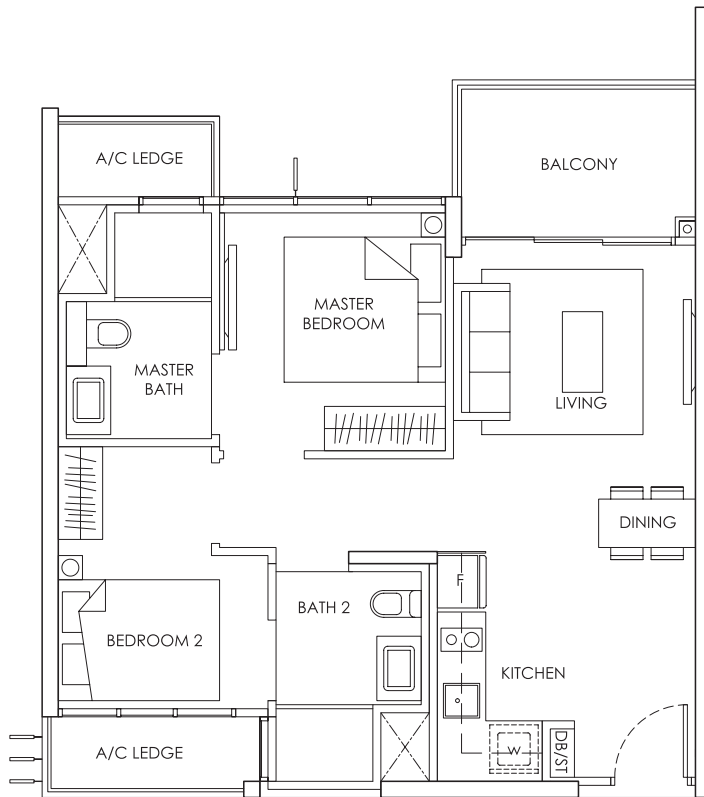 A/C LEDGE
BALCONY
MASTER
BEDROOM
MASTER
BATH
LIVING
DINING
F
BATH 2
BEDROOM 2
KITCHEN
W
DB/ST
A/C LEDGE